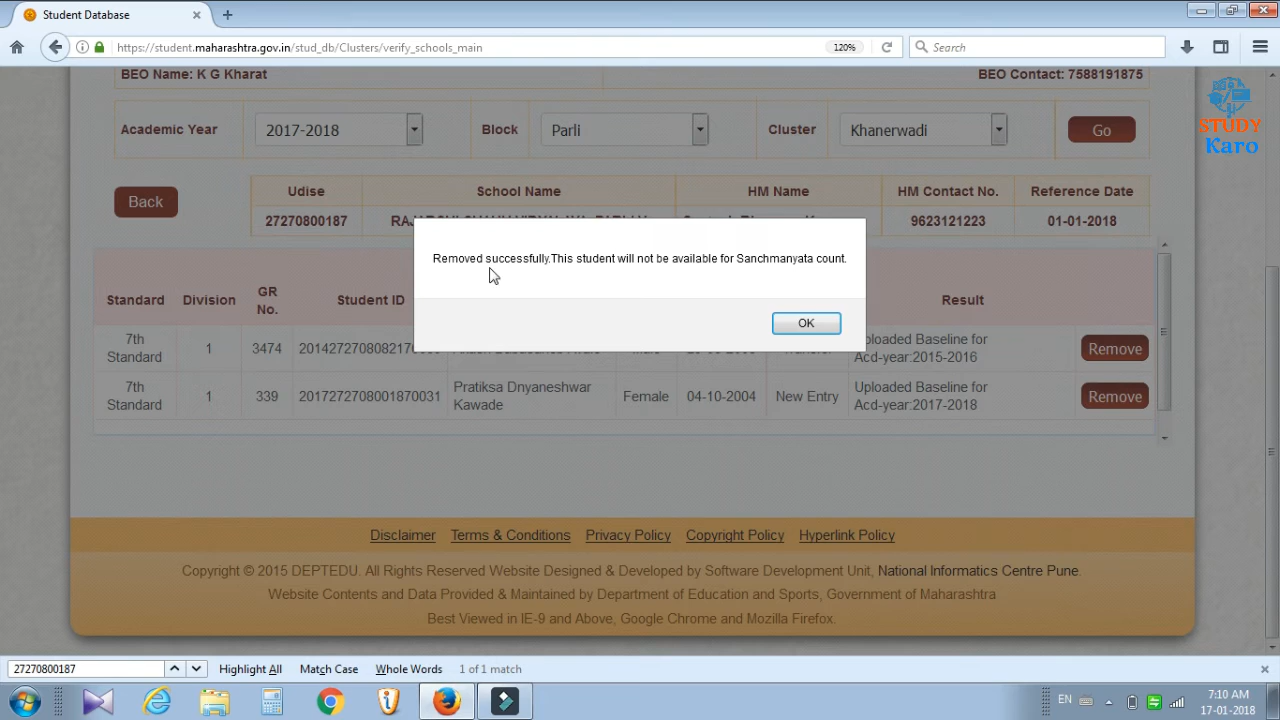 Student Database
https://student.maharashtra.gov.in/stud_db/Clusters/verify_schools_main
120%
Search
BEO Name: K G Kharat
BEO Contact: 7588191875
STUDY
Karo
Academic Year
2017-2018
Block
Parli
Cluster
Khanerwadi
Go
Back
Udise
School Name
HM Name
HM Contact No.
Reference Date
27270800187
9623121223
01-01-2018
Removed successfully.This student will not be available for Sanchmanyata count.
OK
Standard
Division
GR No.
Student ID
Result
7th Standard
1
3474
Uploaded Baseline for Acd-year:2015-2016
Remove
7th Standard
1
339
2017272708001870031
Pratiksa Dnyaneshwar Kawade
Female
04-10-2004
New Entry
Uploaded Baseline for Acd-year:2017-2018
Remove
Disclaimer Terms & Conditions Privacy Policy Copyright Policy Hyperlink Policy
Copyright © 2015 DEPTEDU. All Rights Reserved Website Designed & Developed by Software Development Unit, National Informatics Centre Pune.
Website Contents and Data Provided & Maintained by Department of Education and Sports, Government of Maharashtra
Best Viewed in IE-9 and Above, Google Chrome and Mozilla Firefox.
27270800187
Highlight All
Match Case
Whole Words
1 of 1 match
EN
7:10 AM
17-01-2018